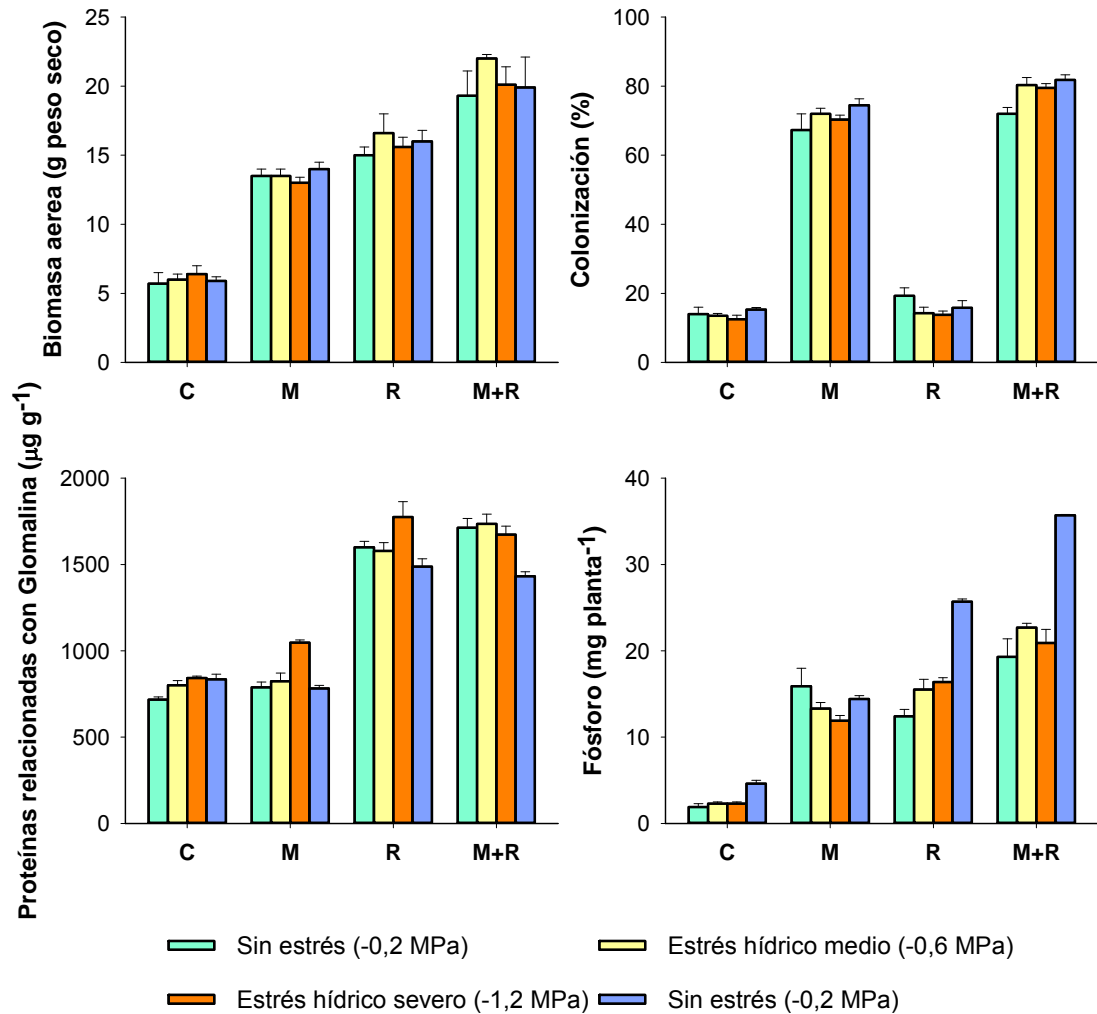 Biomasa aerea (g peso seco)
25
20
15
10
5
0
C M R M+R
Colonización (%)
100
80
60
40
20
0
C M R M+R
Proteínas relacionadas con Glomalina (µg g-1)
2000
1500
1000
500
0
C M R M+R
Fósforo (mg planta-1)
40
30
20
10
0
C M R M+R
Sin estrés (-0,2 MPa)
Estrés hídrico medio (-0,6 MPa)
Estrés hídrico severo (-1,2 MPa)
Sin estrés (-0,2 MPa)